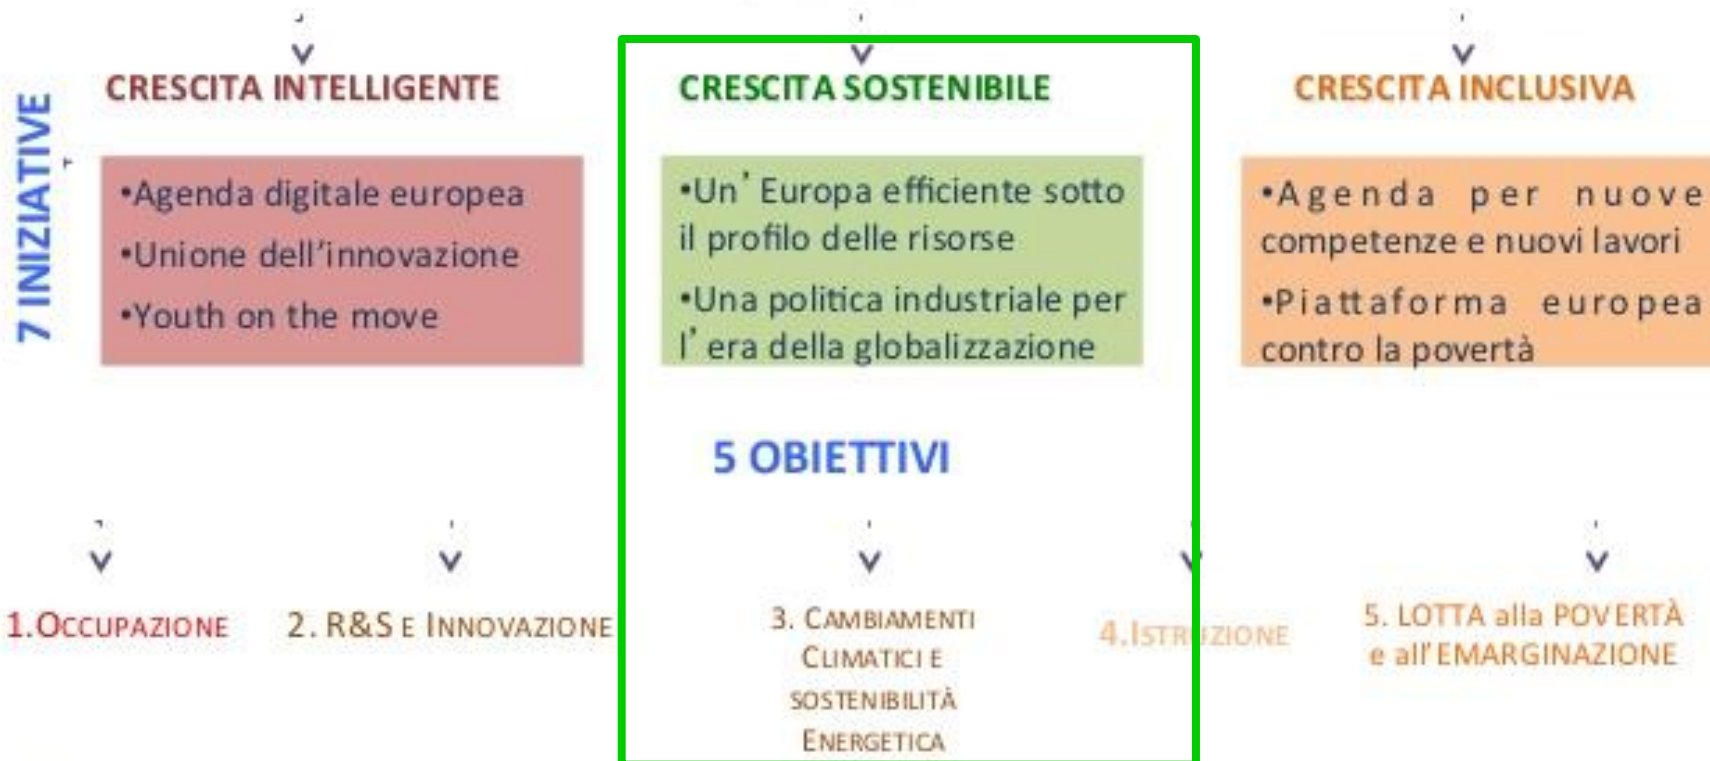 CRESCITA INTELLIGENTE
CRESCITA SOSTENIBILE
CRESCITA INCLUSIVA
7 INIZIATIVE
•Agenda digitale europea
•Unione dell'innovazione
•Youth on the move
•Un' Europa efficiente sotto
il profilo delle risorse
•Una politica industriale per
l' era della globalizzazione
•Agenda per nuove
competenze e nuovi lavori
•Piattaforma europea
contro la povertà
5 OBIETTIVI
1.OCCUPAZIONE
2. R&S E INNOVAZIONE
3. CAMBIAMENTI
CLIMATICI E
SOSTENIBILITÀ
ENERGETICA
4.ISTRUZIONE
5. LOTTA alla POVERTÀ
e all'EMARGINAZIONE